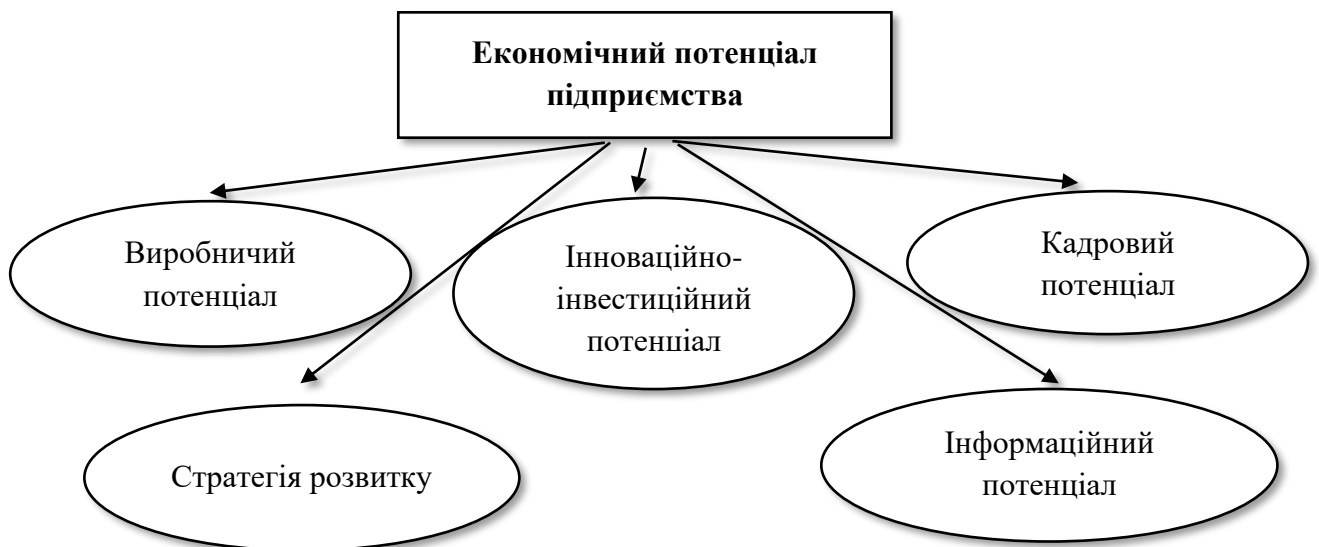 Економічний потенціал
підприємства
Виробничий
потенціал
Інноваційно-
інвестиційний
потенціал
Кадровий
потенціал
Стратегія розвитку
Інформаційний
потенціал